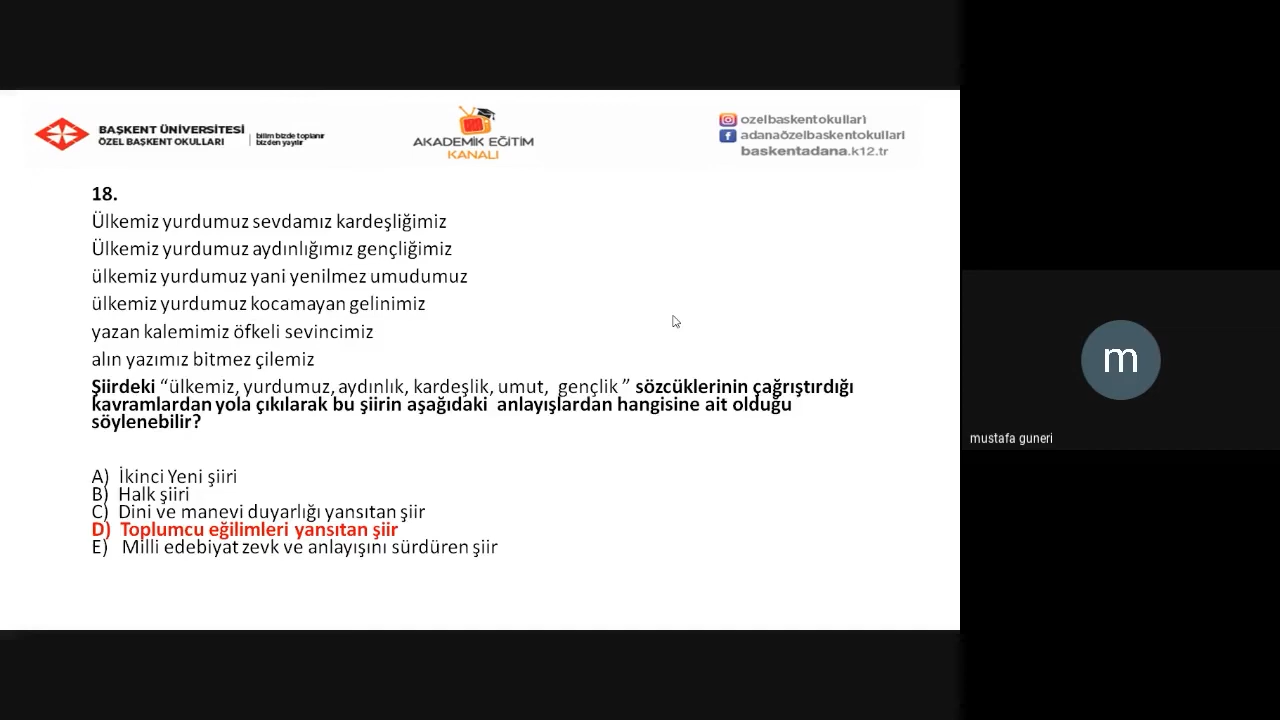 BAŞKENT ÜNİVERSİTESİ
ÖZEL BAŞKENT OKULLARI
bilim bizde toplanır
bizden yayılır
AKADEMİK EĞİTİM
KANALI
ozelbaskentokullari
adanaözelbaskentokullari
baskentadana.k12.tr
18.
Ülkemiz yurdumuz sevdamız kardeşliğimiz
Ülkemiz yurdumuz aydınlığımız gençliğimiz
ülkemiz yurdumuz yani yenilmez umudumuz
ülkemiz yurdumuz kocamayan gelinimiz
yazan kalemimiz öfkeli sevincimiz
alın yazımız bitmez çilemiz
Şiirdeki “ülkemiz, yurdumuz, aydınlık, kardeşlik, umut, gençlik ” sözcüklerinin çağrıştırdığı
kavramlardan yola çıkılarak bu şiirin aşağıdaki anlayışlardan hangisine ait olduğu
söylenebilir?
A) İkinci Yeni şiiri
B) Halk şiiri
C) Dini ve manevi duyarlığı yansıtan şiir
D) Toplumcu eğilimleri yansıtan şiir
E) Milli edebiyat zevk ve anlayışını sürdüren şiir
m
mustafa guneri